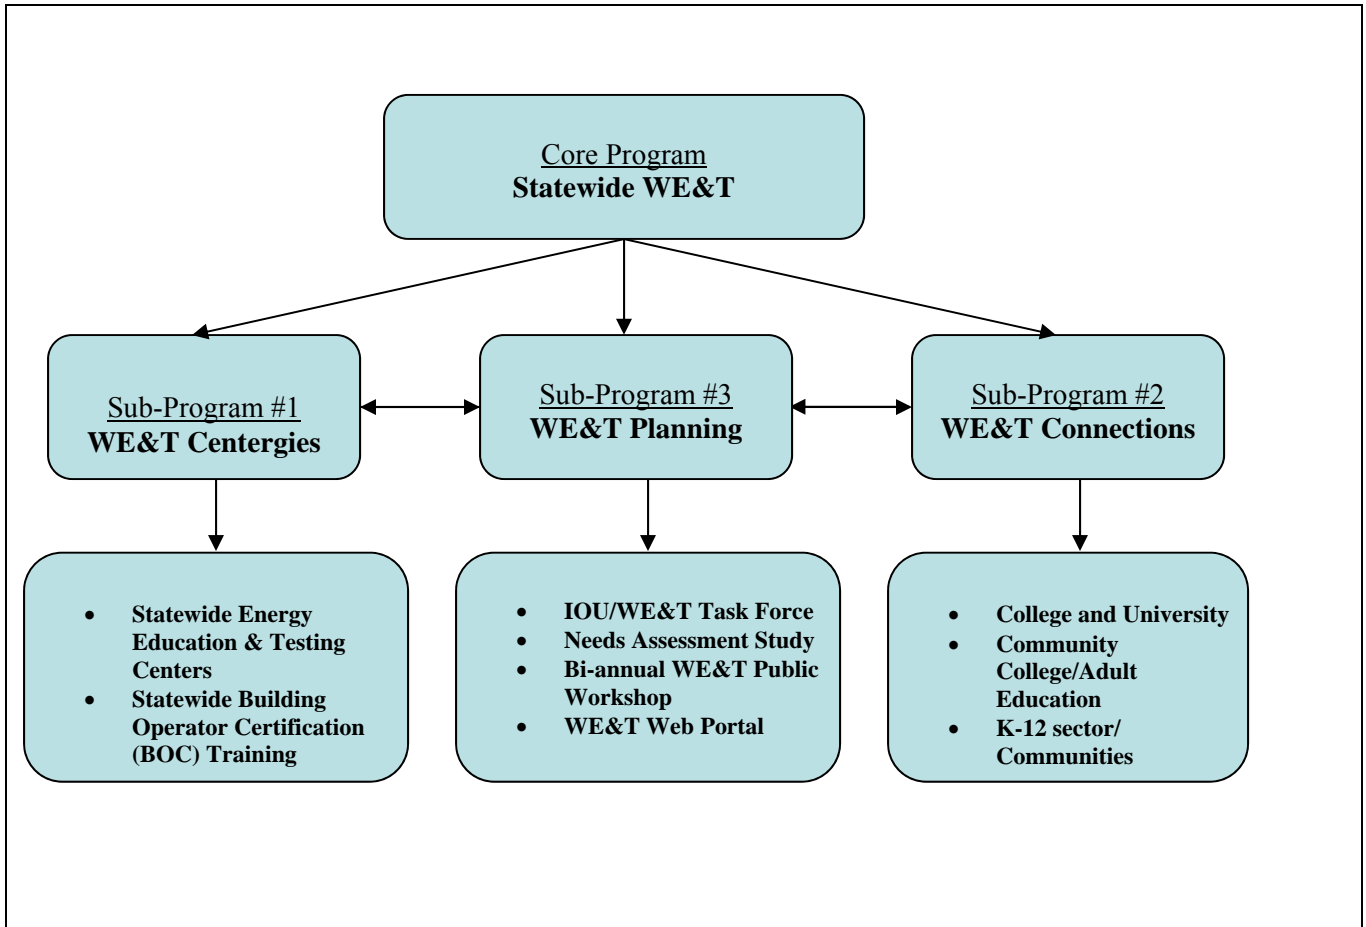 Core Program
Statewide WE&T
Sub-Program #1
WE&T Centergies
Sub-Program #3
WE&T Planning
Sub-Program #2
WE&T Connections
• Statewide Energy
Education & Testing
Centers
• Statewide Building
Operator Certification
(BOC) Training
• IOU/WE&T Task Force
• Needs Assessment Study
• Bi-annual WE&T Public
Workshop
• WE&T Web Portal
• College and University
• Community
College/Adult
Education
• K-12 sector/
Communities